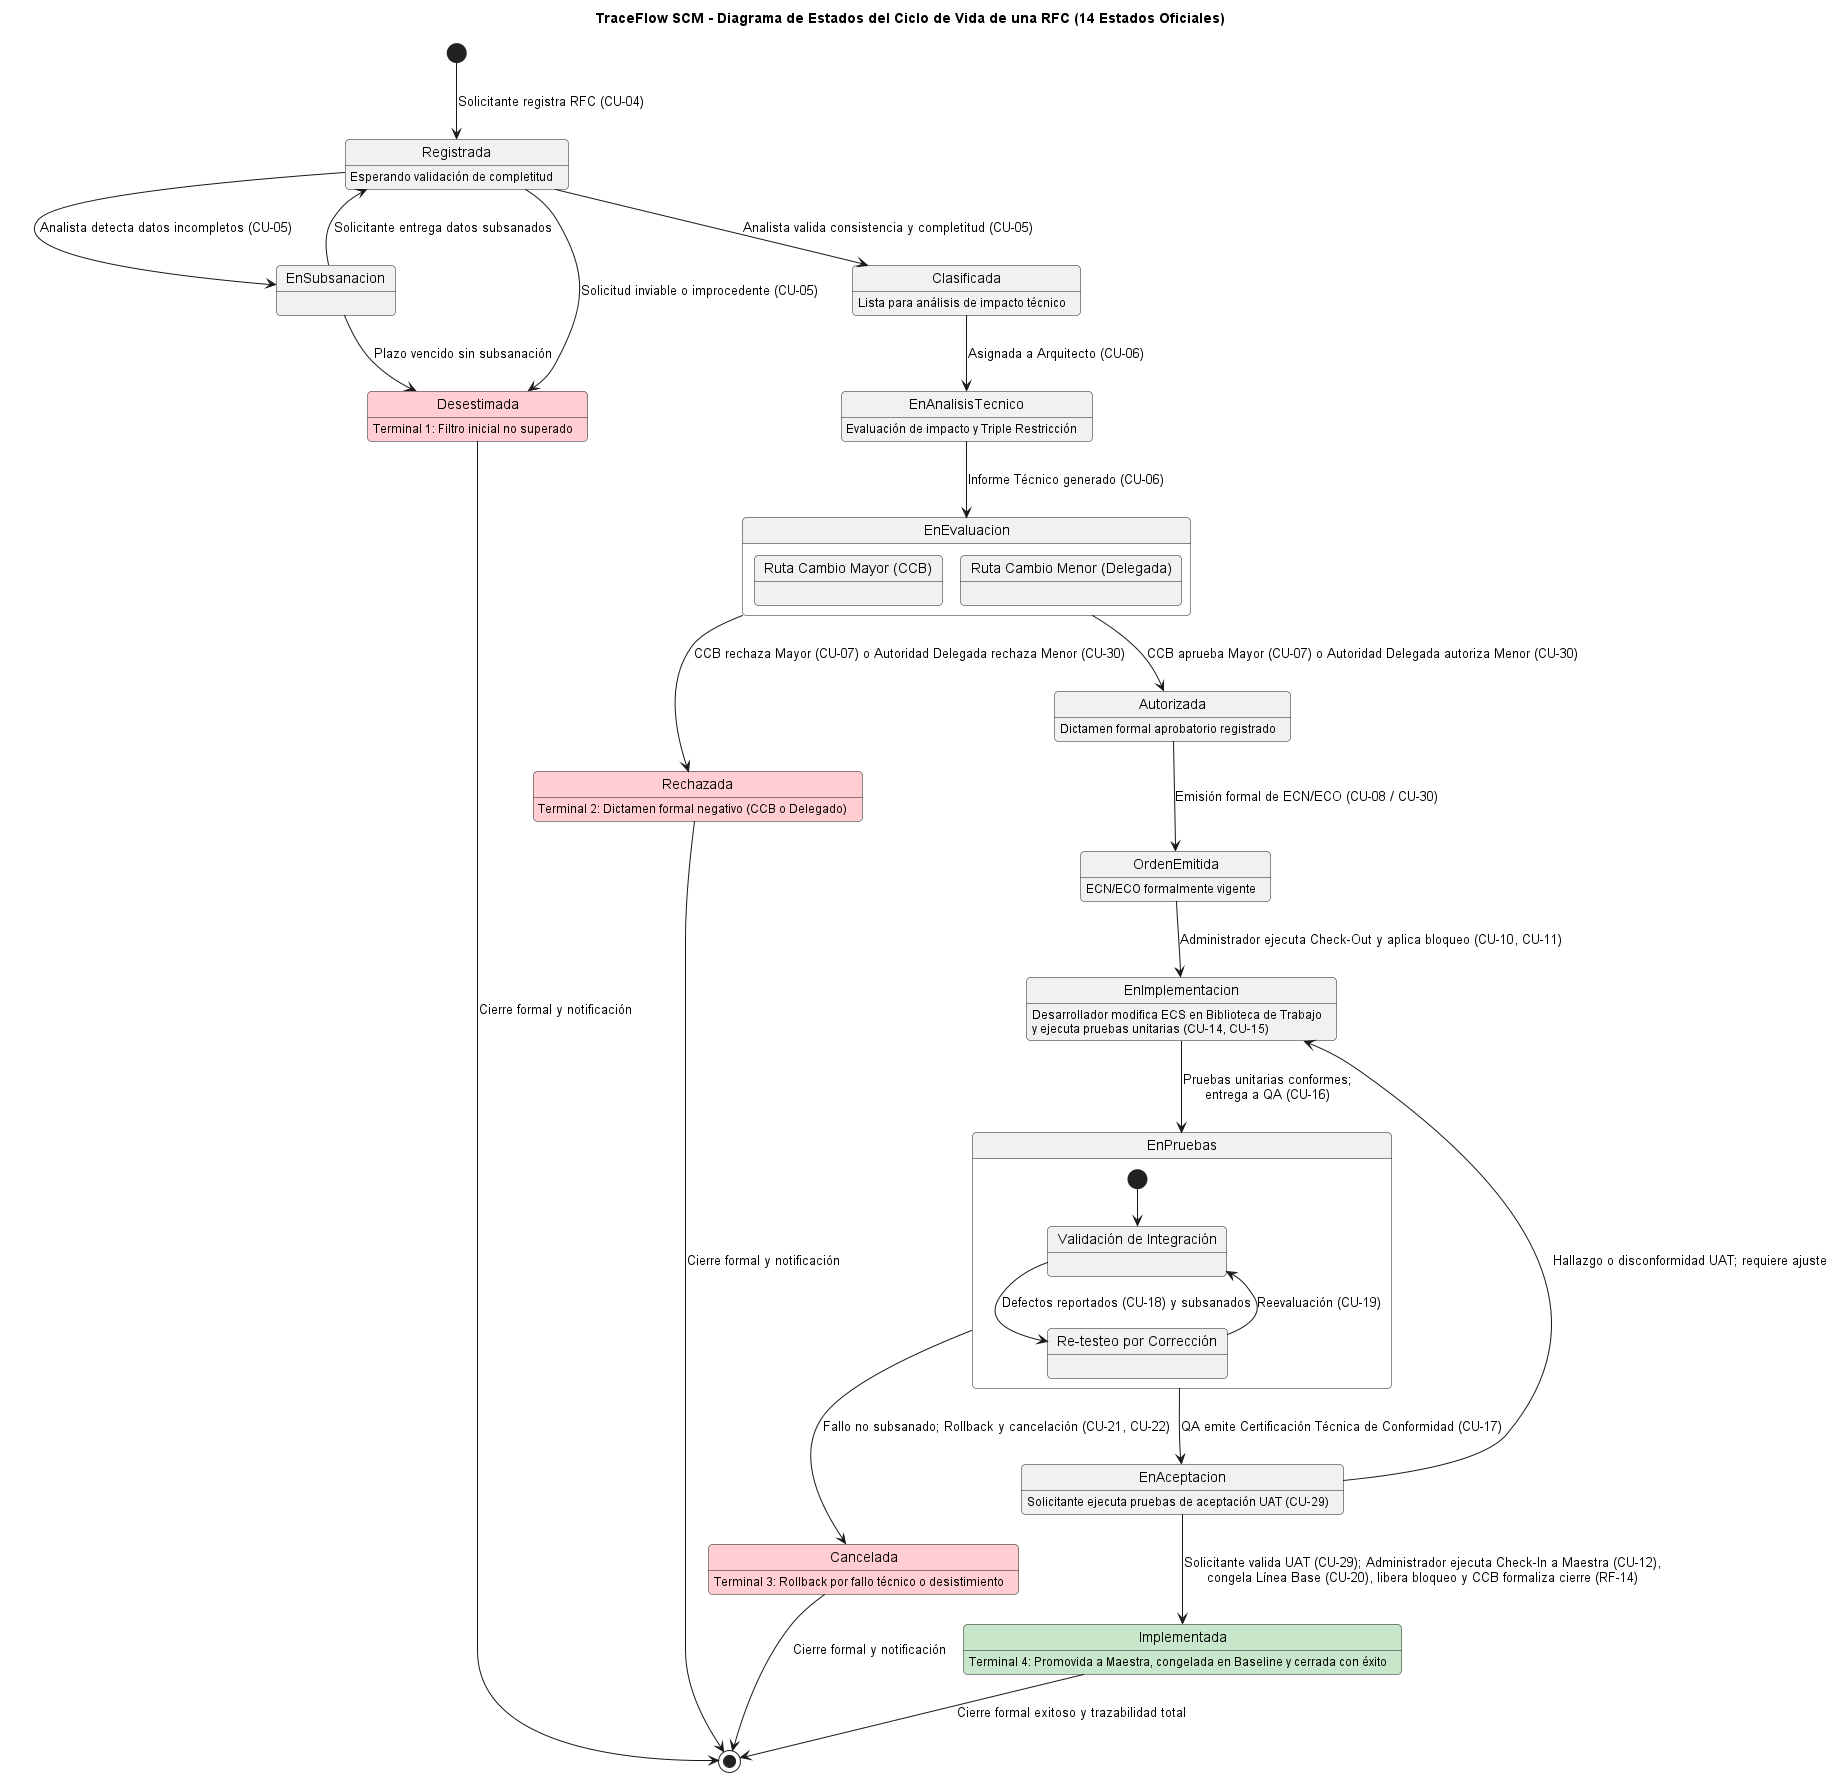 TraceFlow SCM - Diagrama de Estados del Ciclo de Vida de una RFC (14 Estados Oficiales)
Solicitante registra RFC (CU-04)
Registrada
Esperando validación de completitud
Analista detecta datos incompletos (CU-05)
Solicitante entrega datos subsanados
Analista valida consistencia y completitud (CU-05)
EnSubsanacion
Solicitud inviable o improcedente (CU-05)
Clasificada
Lista para análisis de impacto técnico
Plazo vencido sin subsanación
Asignada a Arquitecto (CU-06)
Desestimada
Terminal 1: Filtro inicial no superado
EnAnalisisTecnico
Evaluación de impacto y Triple Restricción
Informe Técnico generado (CU-06)
EnEvaluacion
Ruta Cambio Mayor (CCB)
Ruta Cambio Menor (Delegada)
CCB rechaza Mayor (CU-07) o Autoridad Delegada rechaza Menor (CU-30)
CCB aprueba Mayor (CU-07) o Autoridad Delegada autoriza Menor (CU-30)
Autorizada
Dictamen formal aprobatorio registrado
Rechazada
Terminal 2: Dictamen formal negativo (CCB o Delegado)
Emisión formal de ECN/ECO (CU-08 / CU-30)
OrdenEmitida
ECN/ECO formalmente vigente
Administrador ejecuta Check-Out y aplica bloqueo (CU-10, CU-11)
EnImplementacion
Desarrollador modifica ECS en Biblioteca de Trabajo
y ejecuta pruebas unitarias (CU-14, CU-15)
Cierre formal y notificación
Pruebas unitarias conformes;
entrega a QA (CU-16)
EnPruebas
Validación de Integración
Cierre formal y notificación
Hallazgo o disconformidad UAT; requiere ajuste
Defectos reportados (CU-18) y subsanados
Reevaluación (CU-19)
Re-testeo por Corrección
Fallo no subsanado; Rollback y cancelación (CU-21, CU-22)
QA emite Certificación Técnica de Conformidad (CU-17)
EnAceptacion
Solicitante ejecuta pruebas de aceptación UAT (CU-29)
Cancelada
Terminal 3: Rollback por fallo técnico o desistimiento
Solicitante valida UAT (CU-29); Administrador ejecuta Check-In a Maestra (CU-12),
congela Línea Base (CU-20), libera bloqueo y CCB formaliza cierre (RF-14)
Implementada
Terminal 4: Promovida a Maestra, congelada en Baseline y cerrada con éxito
Cierre formal y notificación
Cierre formal exitoso y trazabilidad total